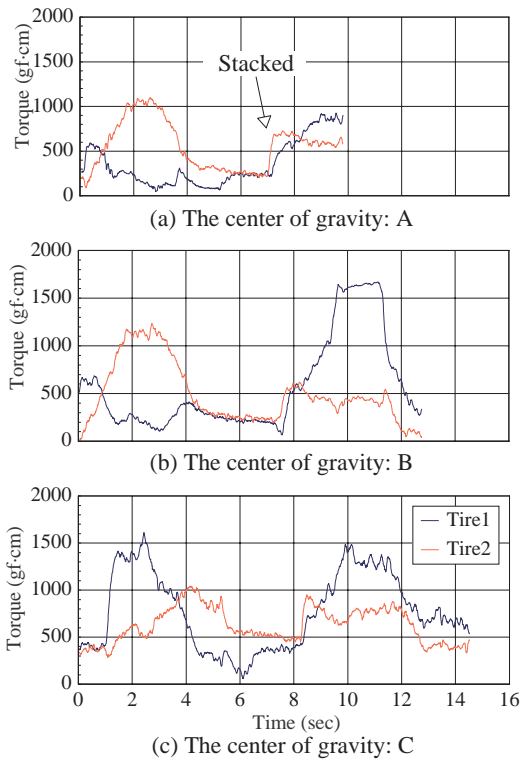 2000
1500
1000
500
0
Torque (gf·cm)
Stacked
(a) The center of gravity: A
2000
1500
1000
500
0
Torque (gf·cm)
(b) The center of gravity: B
2000
1500
1000
500
0
Torque (gf·cm)
Tire1
Tire2
0 2 4 6 8 10 12 14 16
Time (sec)
(c) The center of gravity: C